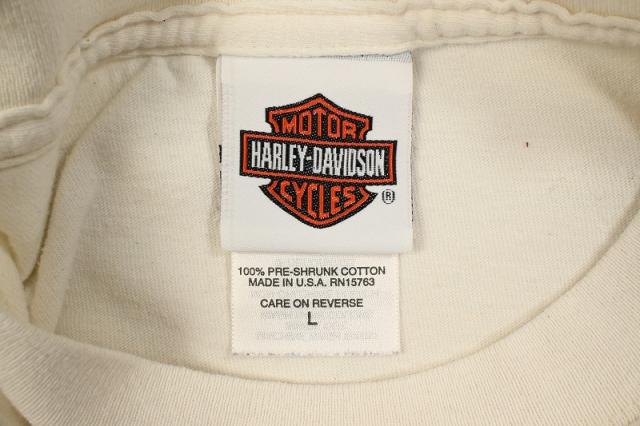 MOTOR
HARLEY-DAVIDSON
CYCLES
®
100% PRE-SHRUNK COTTON
MADE IN U.S.A. RN15763
CARE ON REVERSE
L